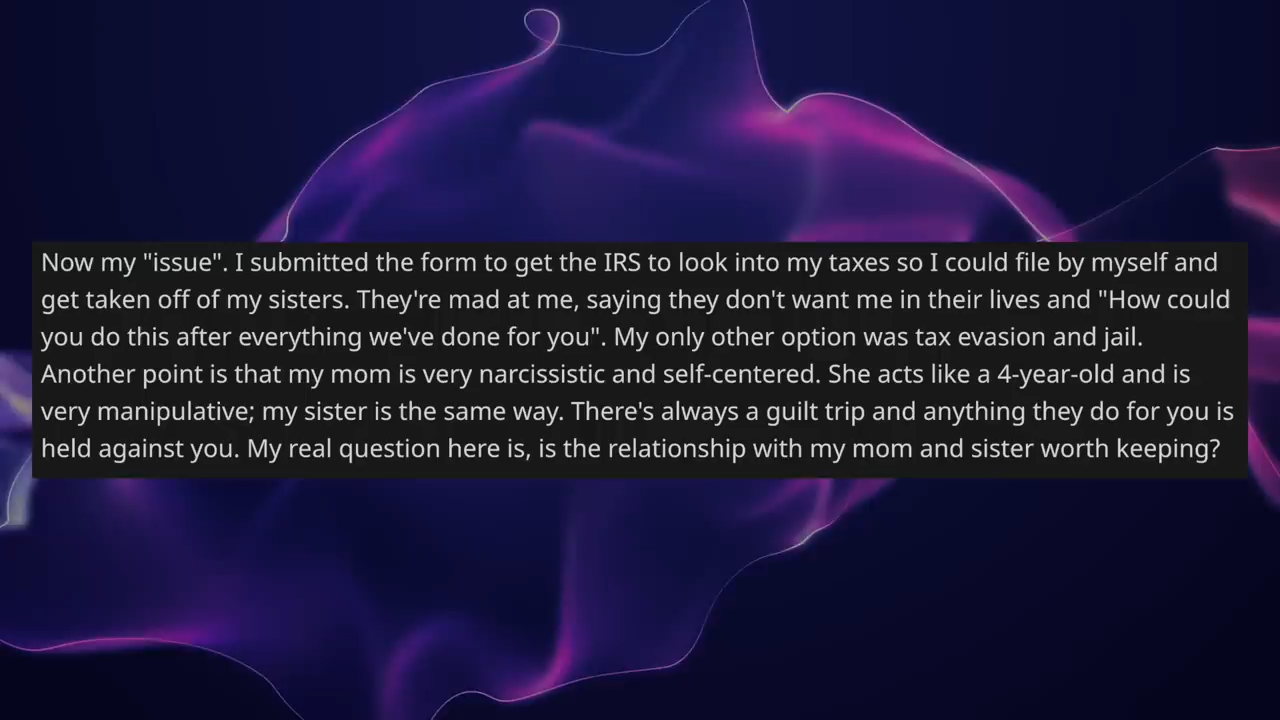 Now my "issue". I submitted the form to get the IRS to look into my taxes so I could file by myself and
get taken off of my sisters. They're mad at me, saying they don't want me in their lives and "How could
you do this after everything we've done for you". My only other option was tax evasion and jail.
Another point is that my mom is very narcissistic and self-centered. She acts like a 4-year-old and is
very manipulative; my sister is the same way. There's always a guilt trip and anything they do for you is
held against you. My real question here is, is the relationship with my mom and sister worth keeping?